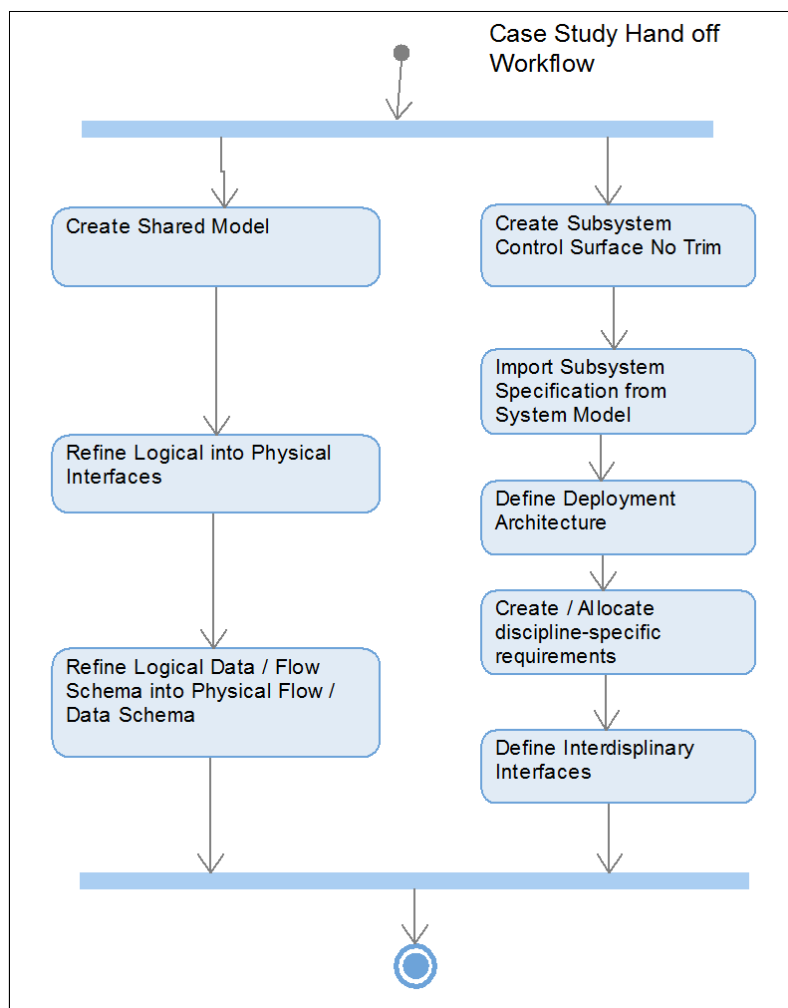 Case Study Hand off
Workflow
Create Shared Model
Refine Logical into Physical
Interfaces
Refine Logical Data / Flow
Schema into Physical Flow /
Data Schema
Create Subsystem
Control Surface No Trim
Import Subsystem
Specification from
System Model
Define Deployment
Architecture
Create / Allocate
discipline-specific
requirements
Define Interdisplinary
Interfaces